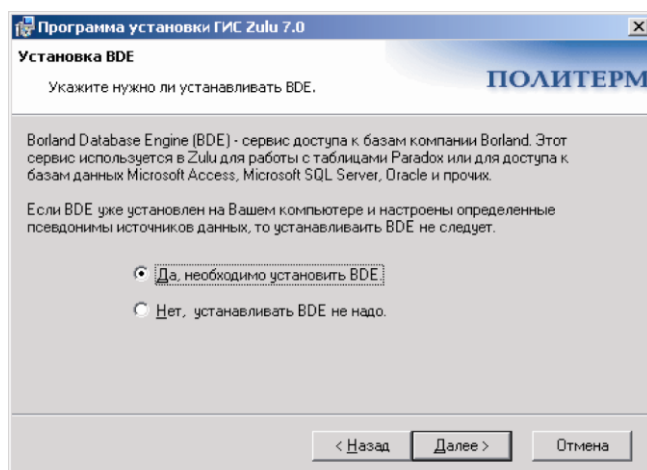 Программа установки ГИС Zulu 7.0
Установка BDE
Укажите нужно ли устанавливать BDE.
ПОЛИТЕРМ
Borland Database Engine (BDE) - сервис доступа к базам компании Borland. Этот
сервис используется в Zulu для работы с таблицами Paradox или для доступа к
базам данных Microsoft Access, Microsoft SQL Server, Oracle и прочих.
Если BDE уже установлен на Вашем компьютере и настроены определенные
псевдонимы источников данных, то устанавливаить BDE не следует.
Да, необходимо установить BDE.
Нет, устанавливать BDE не надо.
< Назад
Далее >
Отмена